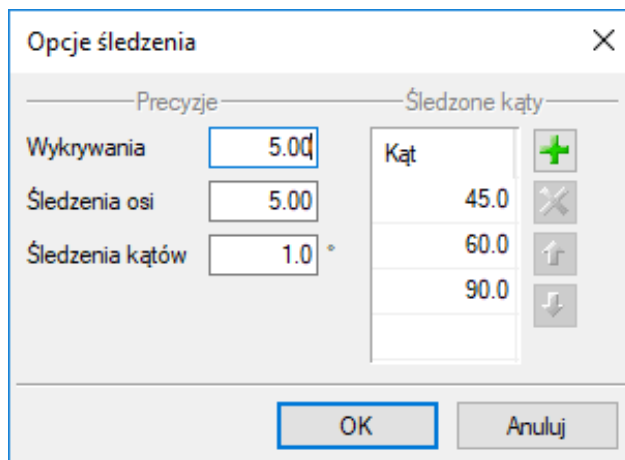 Opcje śledzenia
Precyzje
Śledzone kąty
Wykrywania 5.00
Kąt
Śledzenia osi 5.00
45.0
Śledzenia kątów 1.0 °
60.0
90.0
OK
Anuluj